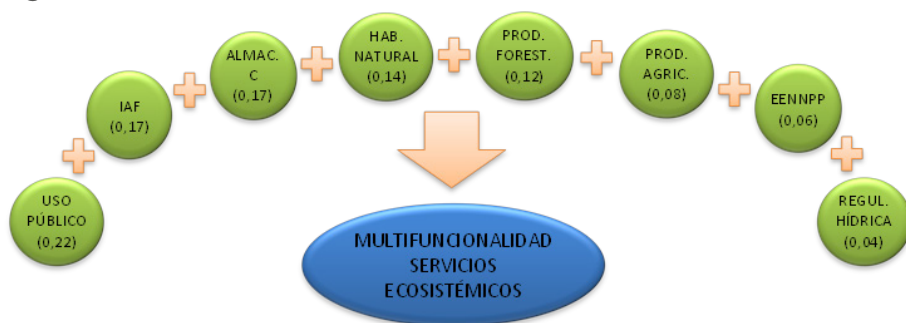 USO
PÚBLICO
(0,22)
IAF
(0,17)
ALMAC.
C
(0,17)
HAB.
NATURAL
(0,14)
PROD.
FOREST.
(0,12)
PROD.
AGRIC.
(0,08)
EENNPP
(0,06)
REGUL.
HÍDRICA
(0,04)
MULTIFUNCIONALIDAD
SERVICIOS
ECOSISTÉMICOS